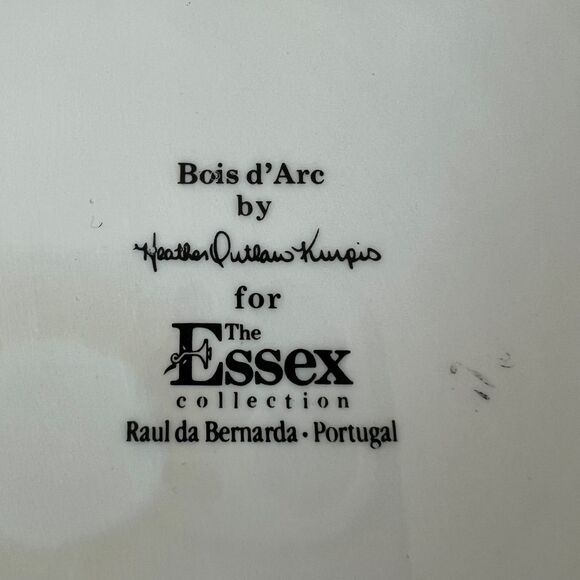 Bois d'Arc
by
Heather Outlaw Kurpis
for
The
Essex
collection
Raul da Bernarda · Portugal